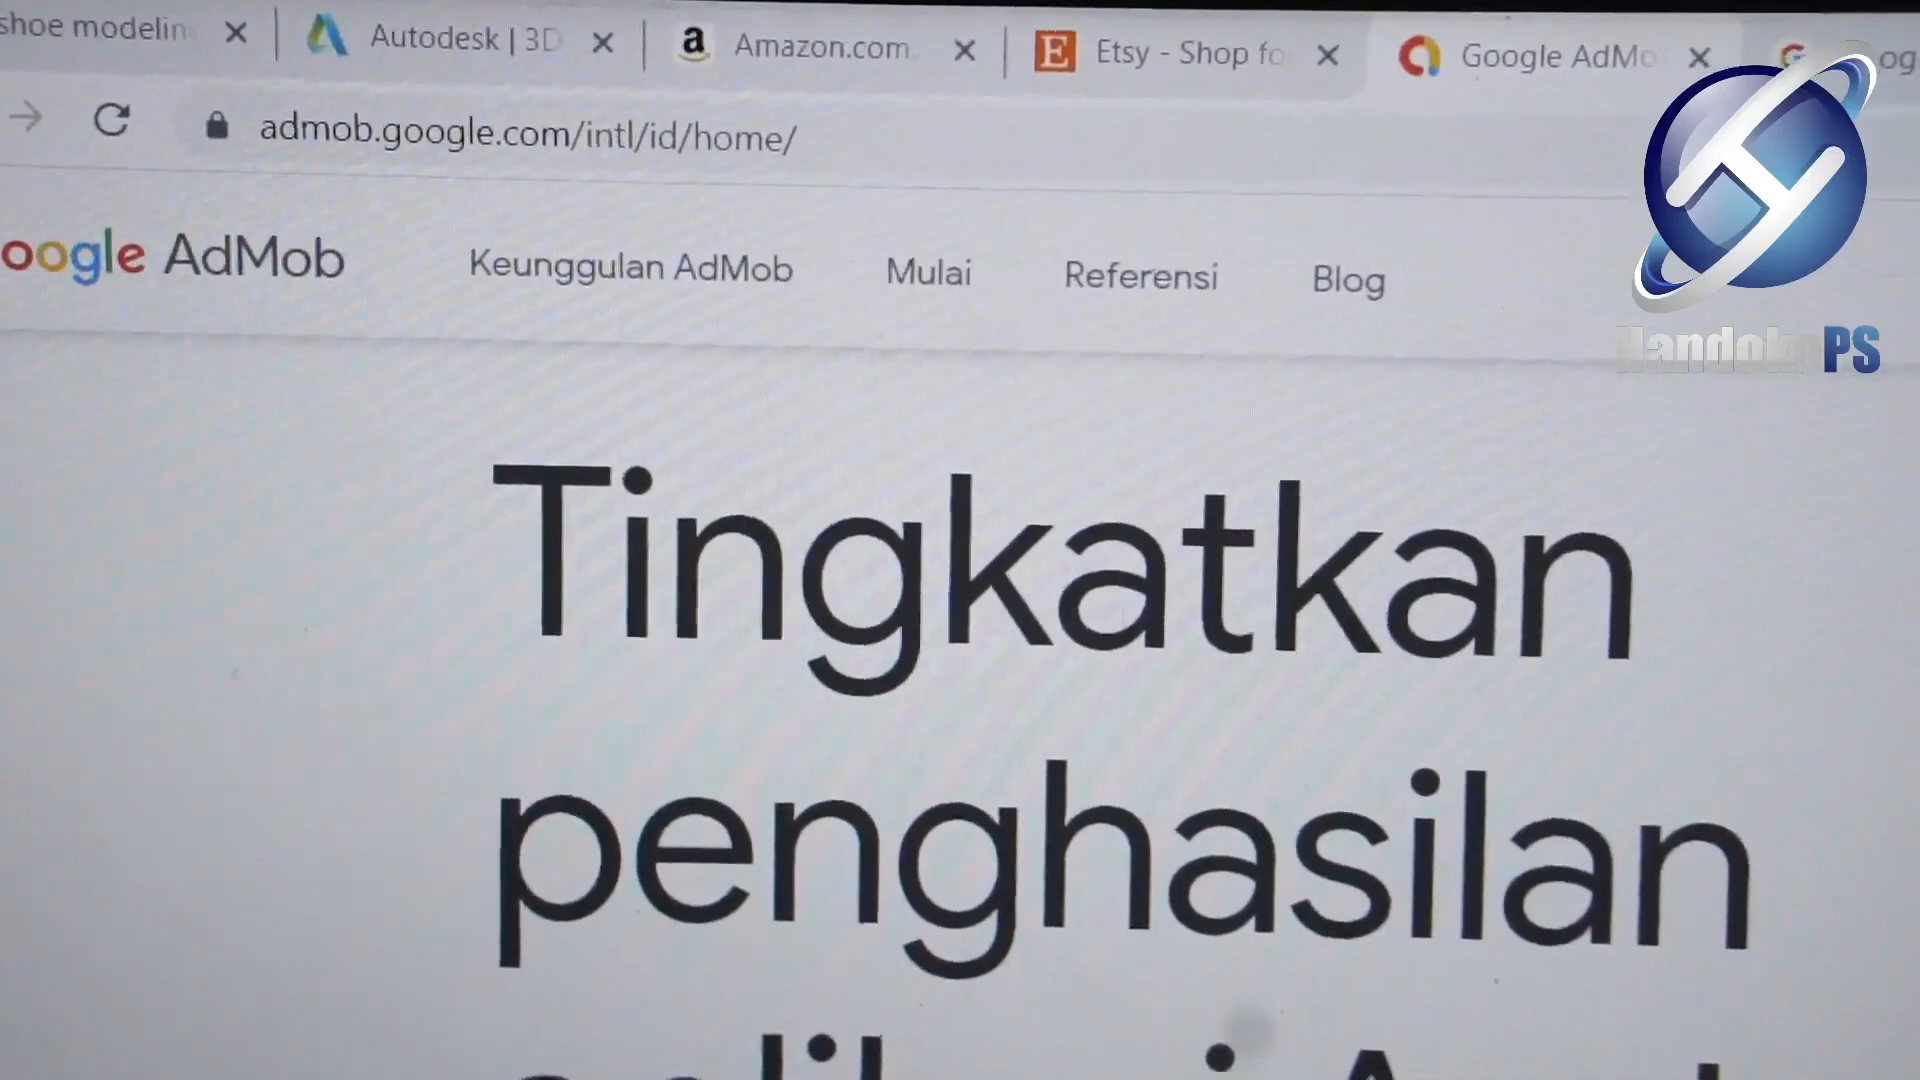 shoe modelin
Autodesk | 3D
Amazon.com
Etsy - Shop fo
Google AdMo
admob.google.com/intl/id/home/
oogle AdMob
Keunggulan AdMob
Mulai
Referensi
Blog
HandokoPS
Tingkatkan
penghasilan